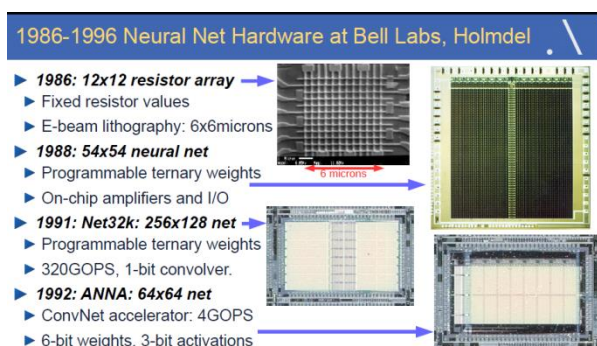 1986-1996 Neural Net Hardware at Bell Labs, Holmdel
1986: 12x12 resistor array
Fixed resistor values
E-beam lithography: 6x6microns
6 microns
1988: 54x54 neural net
Programmable ternary weights
On-chip amplifiers and I/O
1991: Net32k: 256x128 net
Programmable ternary weights
320GOPS, 1-bit convolver.
1992: ANNA: 64x64 net
ConvNet accelerator: 4GOPS
6-bit weights, 3-bit activations